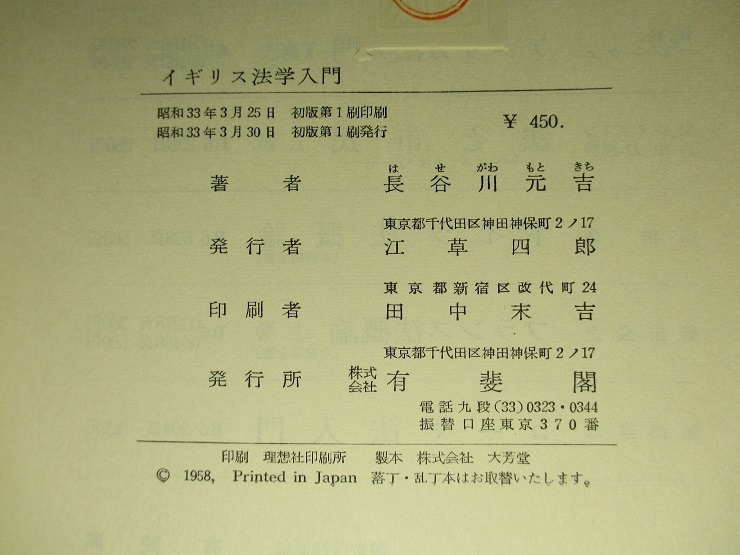 イギリス法学入門
昭和33年3月25日 初版第1刷印刷
昭和33年3月30日 初版第1刷発行
¥ 450.
はせがわもときち
著者 長谷川元吉
東京都千代田区神田神保町2ノ17
発行者 江草四郎
東京都新宿区改代町24
印刷者 田中末吉
東京都千代田区神田神保町2ノ17
発行所 株式会社 有斐閣
電話九段(33)0323・0344
振替口座東京370番
印刷 理想社印刷所 製本 株式会社 大芳堂
© 1958, Printed in Japan 落丁・乱丁本はお取替いたします。